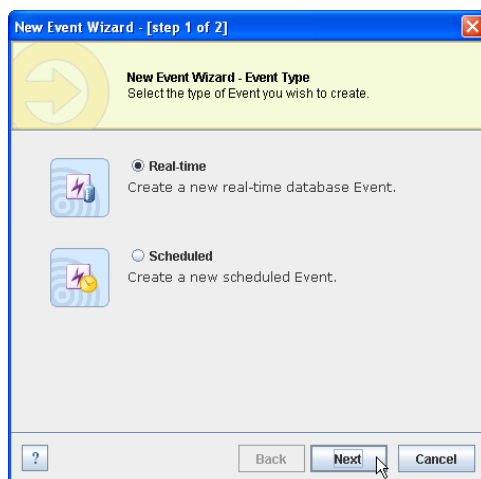 New Event Wizard - [step 1 of 2]
New Event Wizard - Event Type
Select the type of Event you wish to create.
Real-time
Create a new real-time database Event.
Scheduled
Create a new scheduled Event.
?
Back
Next
Cancel